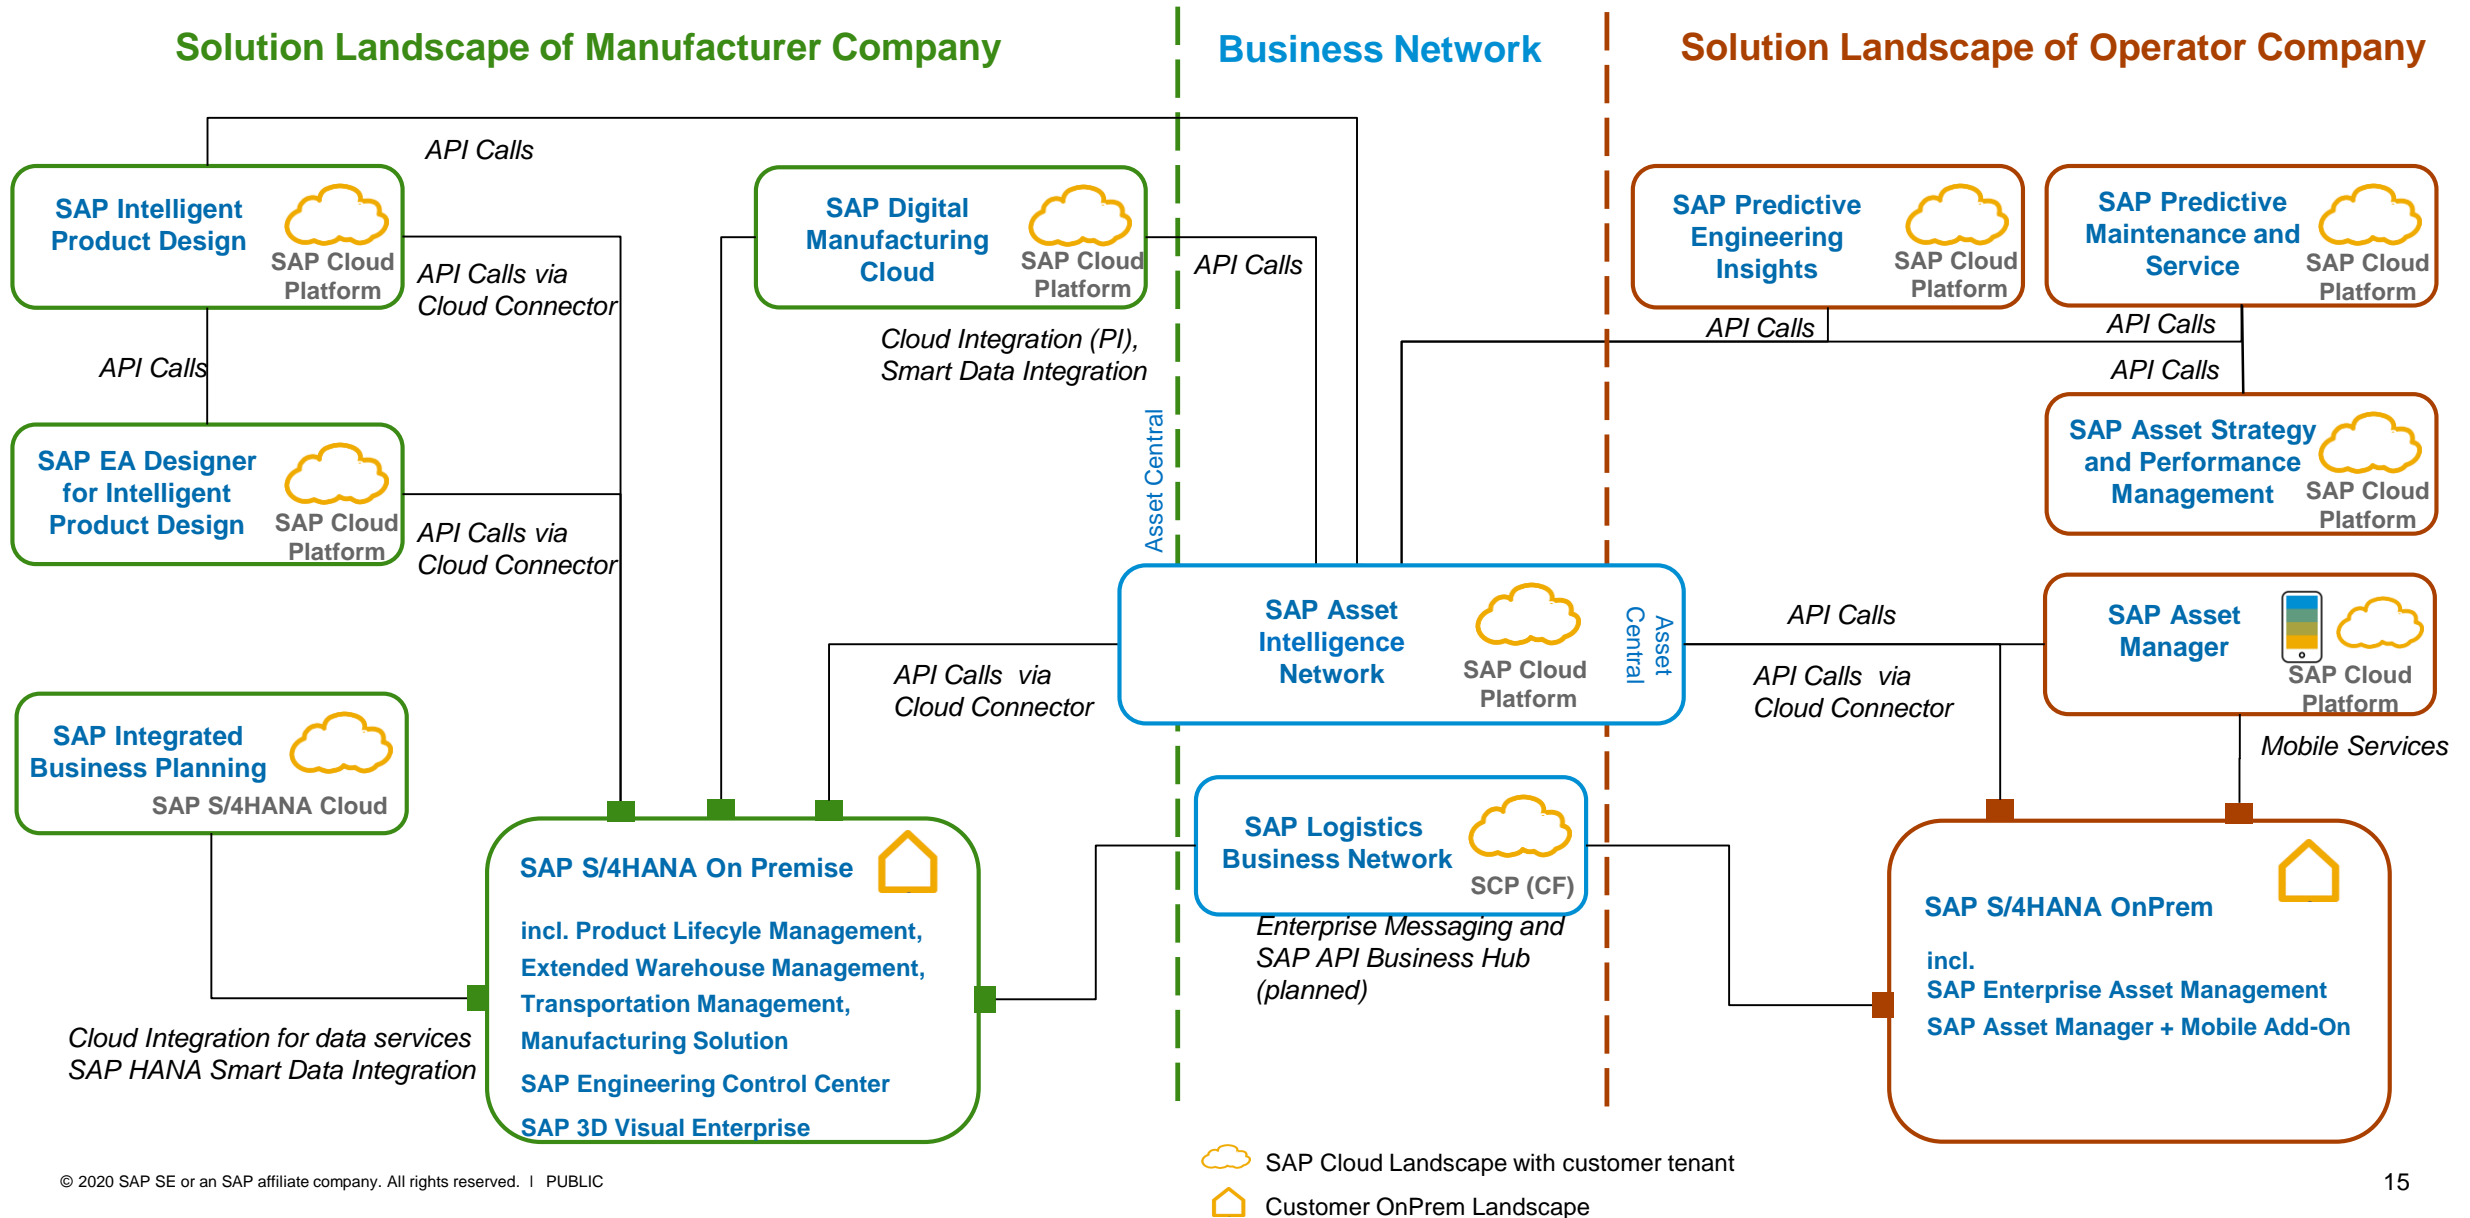 Solution Landscape of Manufacturer Company
Business Network
Solution Landscape of Operator Company
API Calls
SAP Intelligent
Product Design
SAP Cloud
Platform
API Calls via
Cloud Connector
API Calls
SAP EA Designer
for Intelligent
Product Design
SAP Cloud
Platform
API Calls via
Cloud Connector
SAP Digital
Manufacturing
Cloud
SAP Cloud
Platform
API Calls
Cloud Integration (PI),
Smart Data Integration
Asset Central
SAP Predictive
Engineering
Insights
SAP Cloud
Platform
API Calls
SAP Predictive
Maintenance and
Service
SAP Cloud
Platform
API Calls
API Calls
SAP Asset Strategy
and Performance
Management
SAP Cloud
Platform
SAP Asset
Intelligence
Network
SAP Cloud
Platform
Asset
Central
API Calls
API Calls via
Cloud Connector
SAP Asset
Manager
SAP Cloud
Platform
Mobile Services
API Calls via
Cloud Connector
SAP Integrated
Business Planning
SAP S/4HANA Cloud
Cloud Integration for data services
SAP HANA Smart Data Integration
SAP S/4HANA On Premise
incl. Product Lifecyle Management,
Extended Warehouse Management,
Transportation Management,
Manufacturing Solution
SAP Engineering Control Center
SAP 3D Visual Enterprise
SAP Logistics
Business Network
SCP (CF)
Enterprise Messaging and
SAP API Business Hub
(planned)
SAP S/4HANA OnPrem
incl.
SAP Enterprise Asset Management
SAP Asset Manager + Mobile Add-On
SAP Cloud Landscape with customer tenant
Customer OnPrem Landscape
© 2020 SAP SE or an SAP affiliate company. All rights reserved. ǀ PUBLIC
15